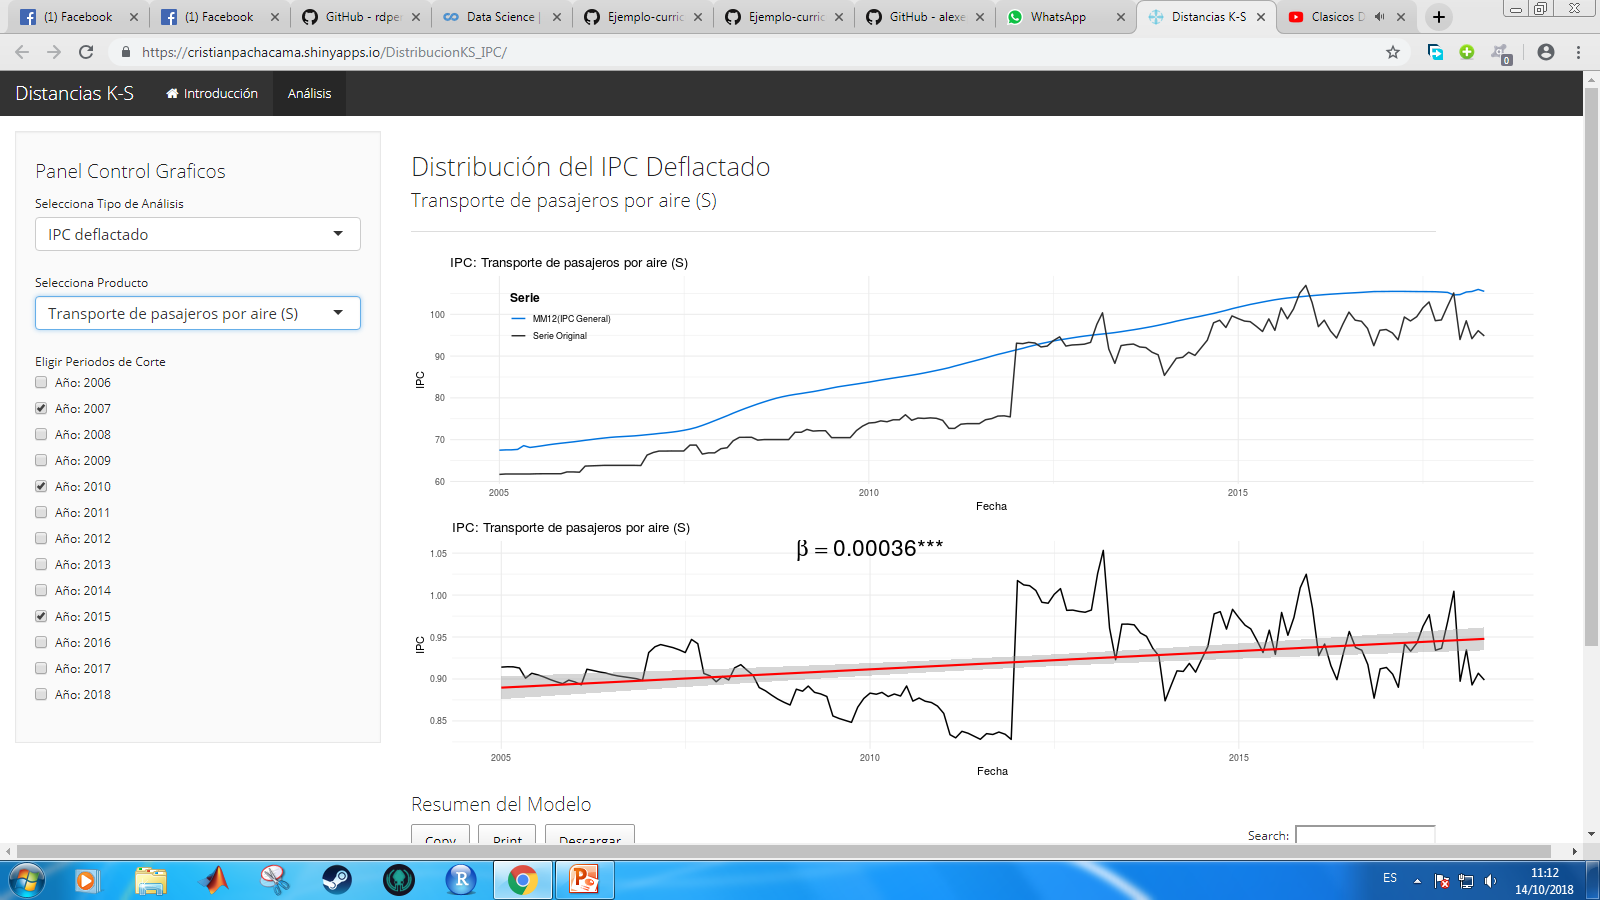 (1) Facebook
(1) Facebook
GitHub - rdpe
Data Science |
Ejemplo-curric
Ejemplo-curric
GitHub - alexe
WhatsApp
Distancias K-S
Clasicos D
https://cristianpachacama.shinyapps.io/DistribucionKS_IPC/
0
Distancias K-S
Introducción
Análisis
Panel Control Graficos
Selecciona Tipo de Análisis
IPC deflactado
Selecciona Producto
Transporte de pasajeros por aire (S)
Eligir Periodos de Corte
Año: 2006
Año: 2007
Año: 2008
Año: 2009
Año: 2010
Año: 2011
Año: 2012
Año: 2013
Año: 2014
Año: 2015
Año: 2016
Año: 2017
Año: 2018
Distribución del IPC Deflactado
Transporte de pasajeros por aire (S)
IPC: Transporte de pasajeros por aire (S)
Serie
MM12(IPC General)
Serie Original
IPC
100
90
80
70
60
2005
2010
2015
Fecha
IPC: Transporte de pasajeros por aire (S)
β = 0.00036***
IPC
1.05
1.00
0.95
0.90
0.85
2005
2010
2015
Fecha
Resumen del Modelo
Copy
Print
Descargar
Search:
ES
11:12
14/10/2018